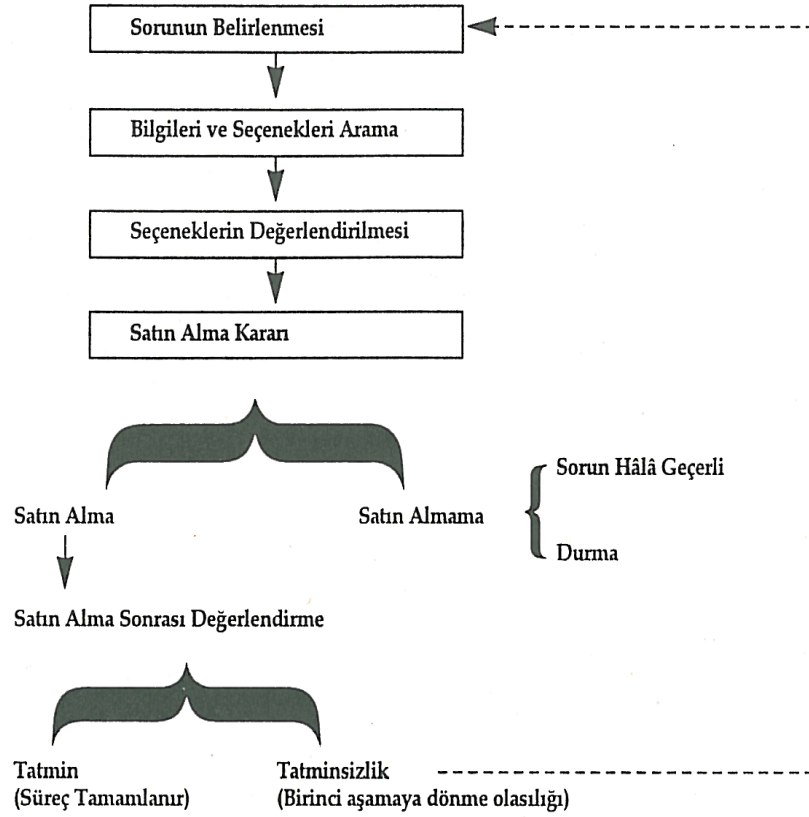 Sorunun Belirlenmesi
Bilgileri ve Seçenekleri Arama
Seçeneklerin Değerlendirilmesi
Satın Alma Kararı
Sorun Hâlâ Geçerli
Satın Alma
Satın Almama
Durma
Satın Alma Sonrası Değerlendirme
Tatmin
(Süreç Tamamlanır)
Tatminsizlik
(Birinci aşamaya dönme olasılığı)